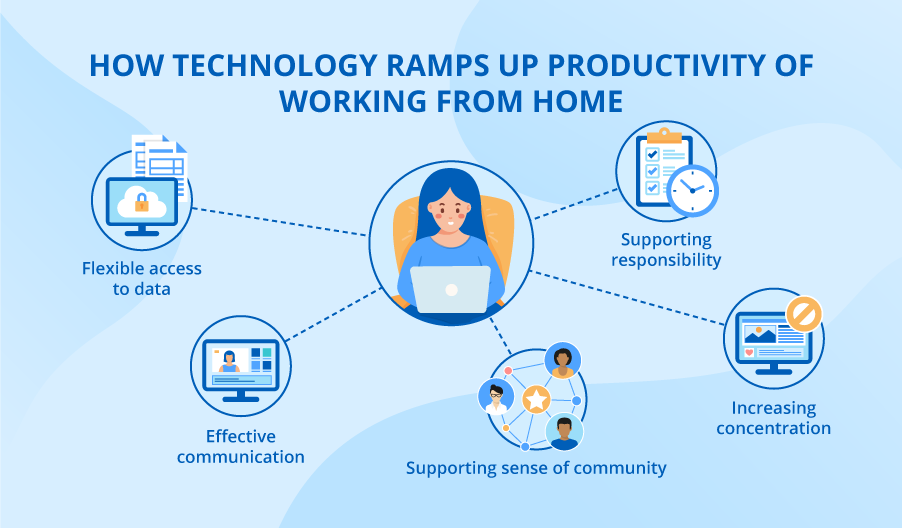 HOW TECHNOLOGY RAMPS UP PRODUCTIVITY OF
WORKING FROM HOME
Flexible access
to data
Effective
communication
Supporting sense of community
Supporting
responsibility
Increasing
concentration